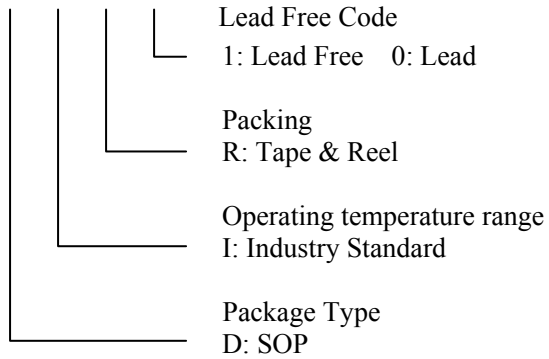 Lead Free Code
1: Lead Free 0: Lead
Packing
R: Tape & Reel
Operating temperature range
I: Industry Standard
Package Type
D: SOP